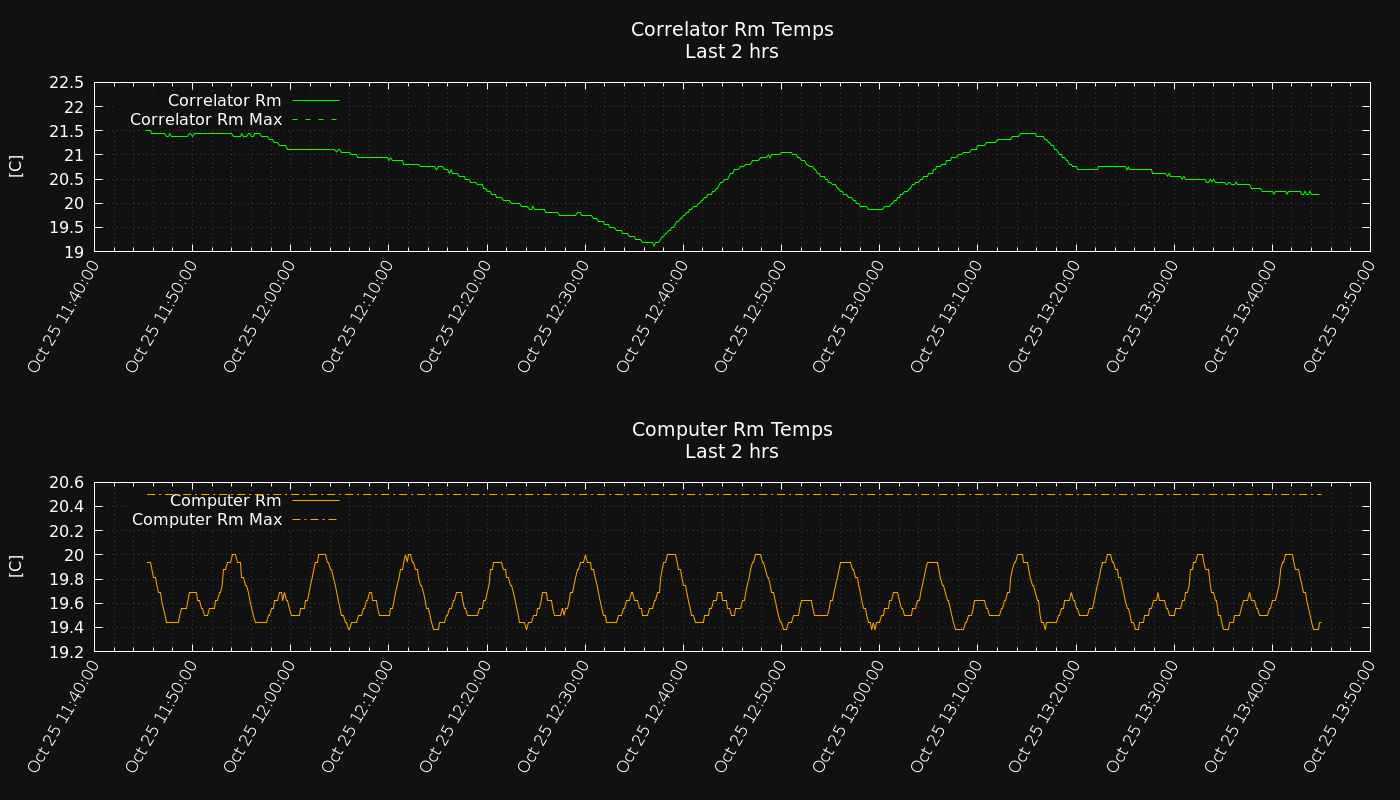 Correlator Rm Temps
Last 2 hrs
22.5
22
21.5
21
20.5
20
19.5
19
[C]
Correlator Rm
Correlator Rm Max
Oct 25 11:40:00
Oct 25 11:50:00
Oct 25 12:00:00
Oct 25 12:10:00
Oct 25 12:20:00
Oct 25 12:30:00
Oct 25 12:40:00
Oct 25 12:50:00
Oct 25 13:00:00
Oct 25 13:10:00
Oct 25 13:20:00
Oct 25 13:30:00
Oct 25 13:40:00
Oct 25 13:50:00
Computer Rm Temps
Last 2 hrs
20.6
20.4
20.2
20
19.8
19.6
19.4
19.2
[C]
Computer Rm
Computer Rm Max
Oct 25 11:40:00
Oct 25 11:50:00
Oct 25 12:00:00
Oct 25 12:10:00
Oct 25 12:20:00
Oct 25 12:30:00
Oct 25 12:40:00
Oct 25 12:50:00
Oct 25 13:00:00
Oct 25 13:10:00
Oct 25 13:20:00
Oct 25 13:30:00
Oct 25 13:40:00
Oct 25 13:50:00